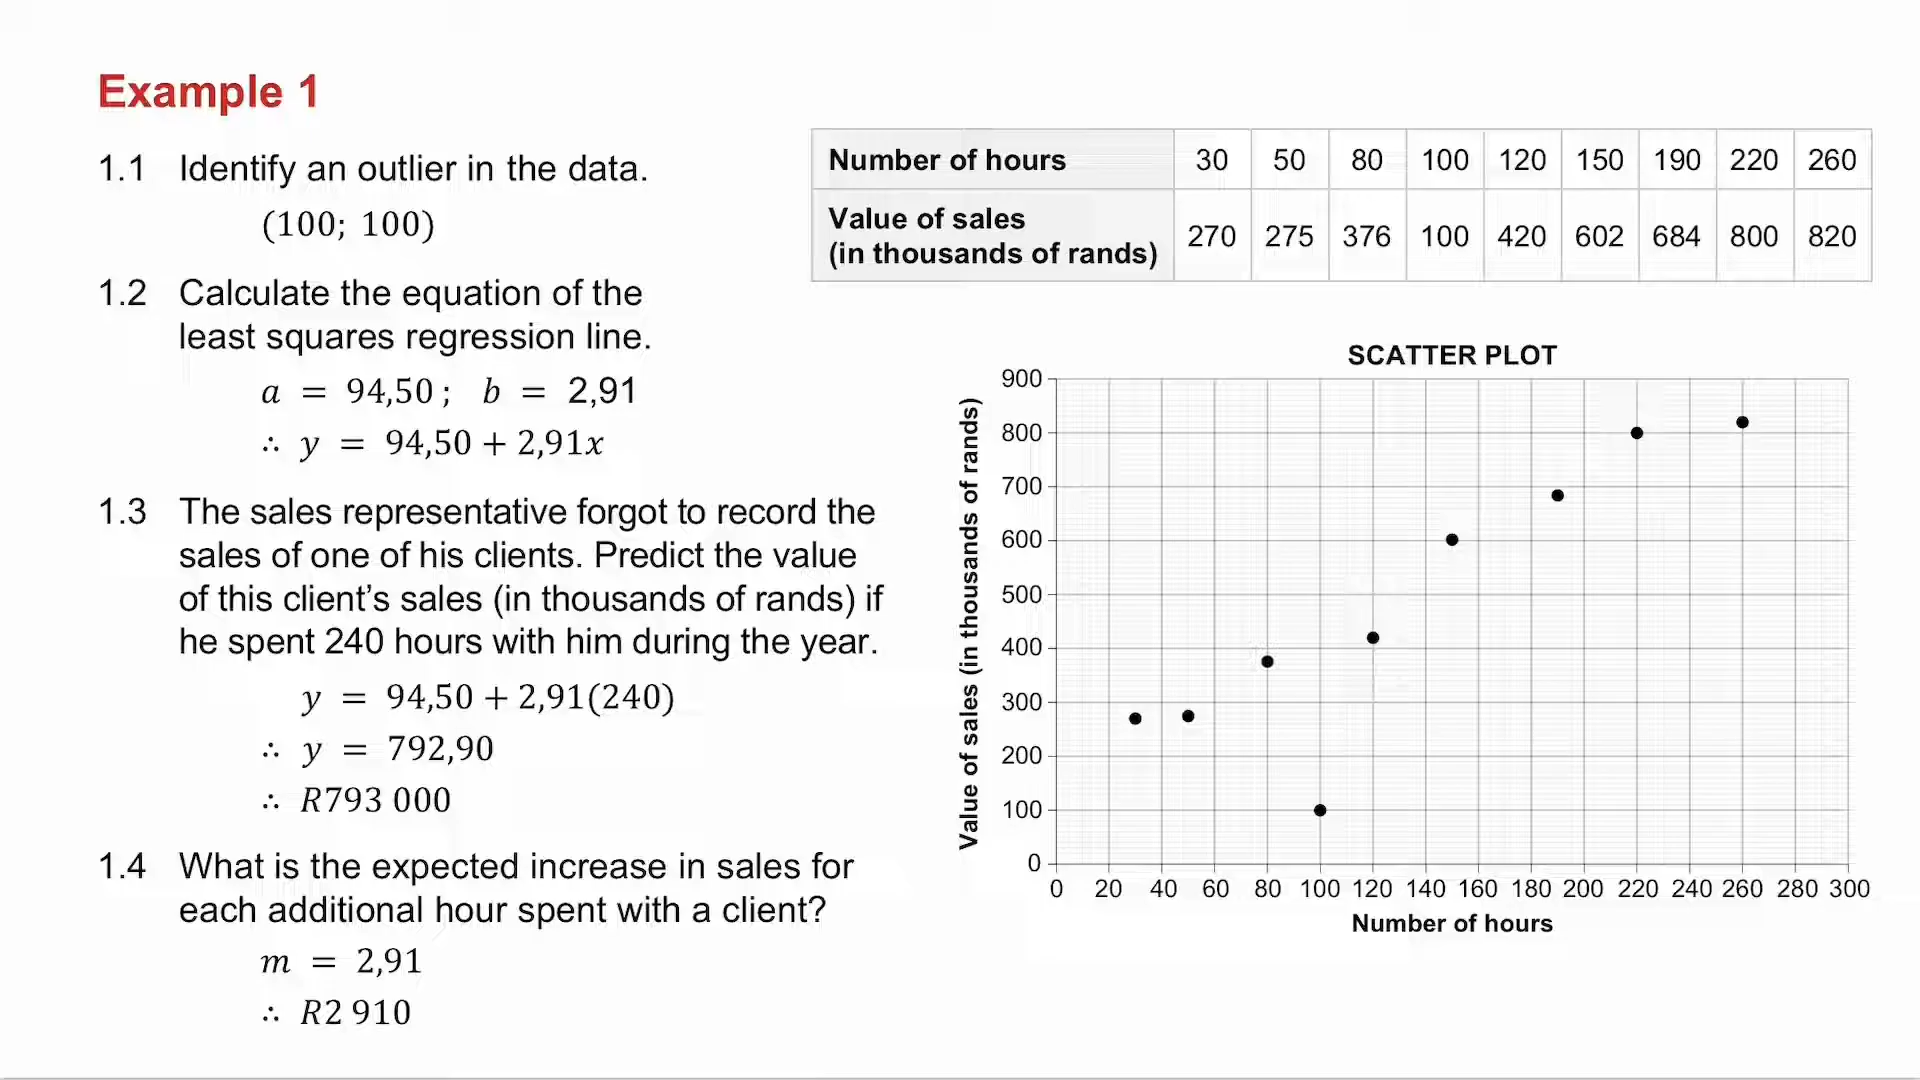 Example 1
1.1 Identify an outlier in the data.
(100; 100)
1.2 Calculate the equation of the
least squares regression line.
a = 94,50 ; b = 2,91
∴ y = 94,50 + 2,91x
1.3 The sales representative forgot to record the
sales of one of his clients. Predict the value
of this client’s sales (in thousands of rands) if
he spent 240 hours with him during the year.
y = 94,50 + 2,91(240)
∴ y = 792,90
∴ R793 000
1.4 What is the expected increase in sales for
each additional hour spent with a client?
m = 2,91
∴ R2 910
Number of hours 30 50 80 100 120 150 190 220 260
Value of sales
(in thousands of rands) 270 275 376 100 420 602 684 800 820
SCATTER PLOT
Value of sales (in thousands of rands)
900
800
700
600
500
400
300
200
100
0
0 20 40 60 80 100 120 140 160 180 200 220 240 260 280 300
Number of hours